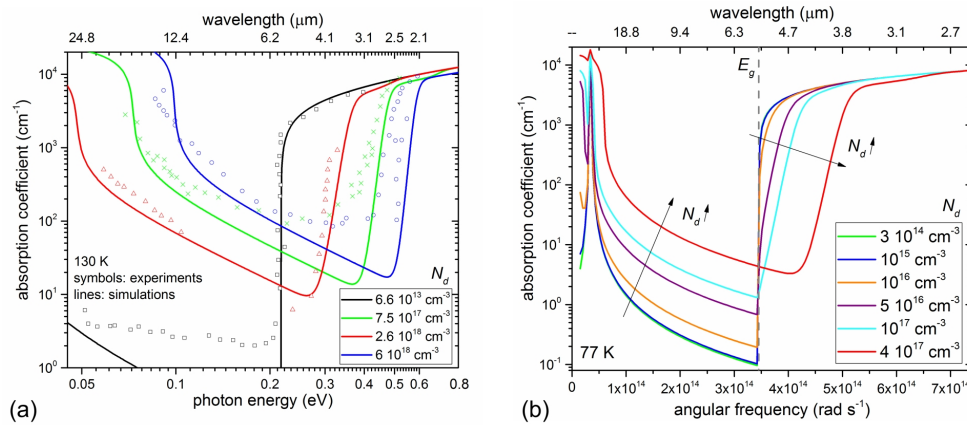 wavelength (μm)
24.8 12.4 6.2 4.1 3.1 2.5 2.1
10⁴
10³
10²
10¹
10⁰
absorption coefficient (cm⁻¹)
130 K
symbols: experiments
lines: simulations
N_d
6.6 10¹³ cm⁻³
7.5 10¹⁷ cm⁻³
2.6 10¹⁸ cm⁻³
6 10¹⁸ cm⁻³
0.05 0.1 0.2 0.3 0.4 0.5 0.6 0.8
photon energy (eV)
(a)
wavelength (μm)
-- 18.8 9.4 6.3 4.7 3.8 3.1 2.7
10⁴
10³
10²
10¹
10⁰
10⁻¹
absorption coefficient (cm⁻¹)
E_g
N_d
N_d
N_d
3 10¹⁴ cm⁻³
10¹⁵ cm⁻³
10¹⁶ cm⁻³
5 10¹⁶ cm⁻³
10¹⁷ cm⁻³
4 10¹⁷ cm⁻³
77 K
0 1x10¹⁴ 2x10¹⁴ 3x10¹⁴ 4x10¹⁴ 5x10¹⁴ 6x10¹⁴ 7x10¹⁴
angular frequency (rad s⁻¹)
(b)